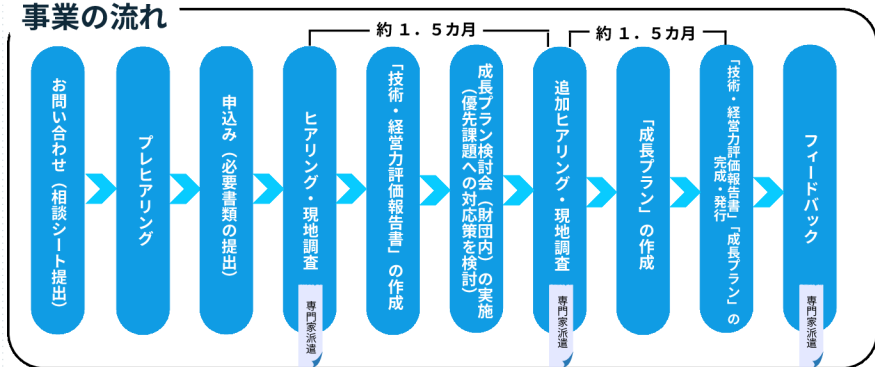 事業の流れ
約 1．5カ月
約 1．5カ月
お問い合わせ（相談シート提出）
プレヒアリング
申込み（必要書類の提出）
ヒアリング・現地調査
専門家派遣
「技術・経営力評価報告書」の作成
成長プラン検討会（財団内）の実施
（優先課題への対応策を検討）
追加ヒアリング・現地調査
専門家派遣
「成長プラン」の作成
「技術・経営力評価報告書」「成長プラン」の
完成・発行
フィードバック
専門家派遣